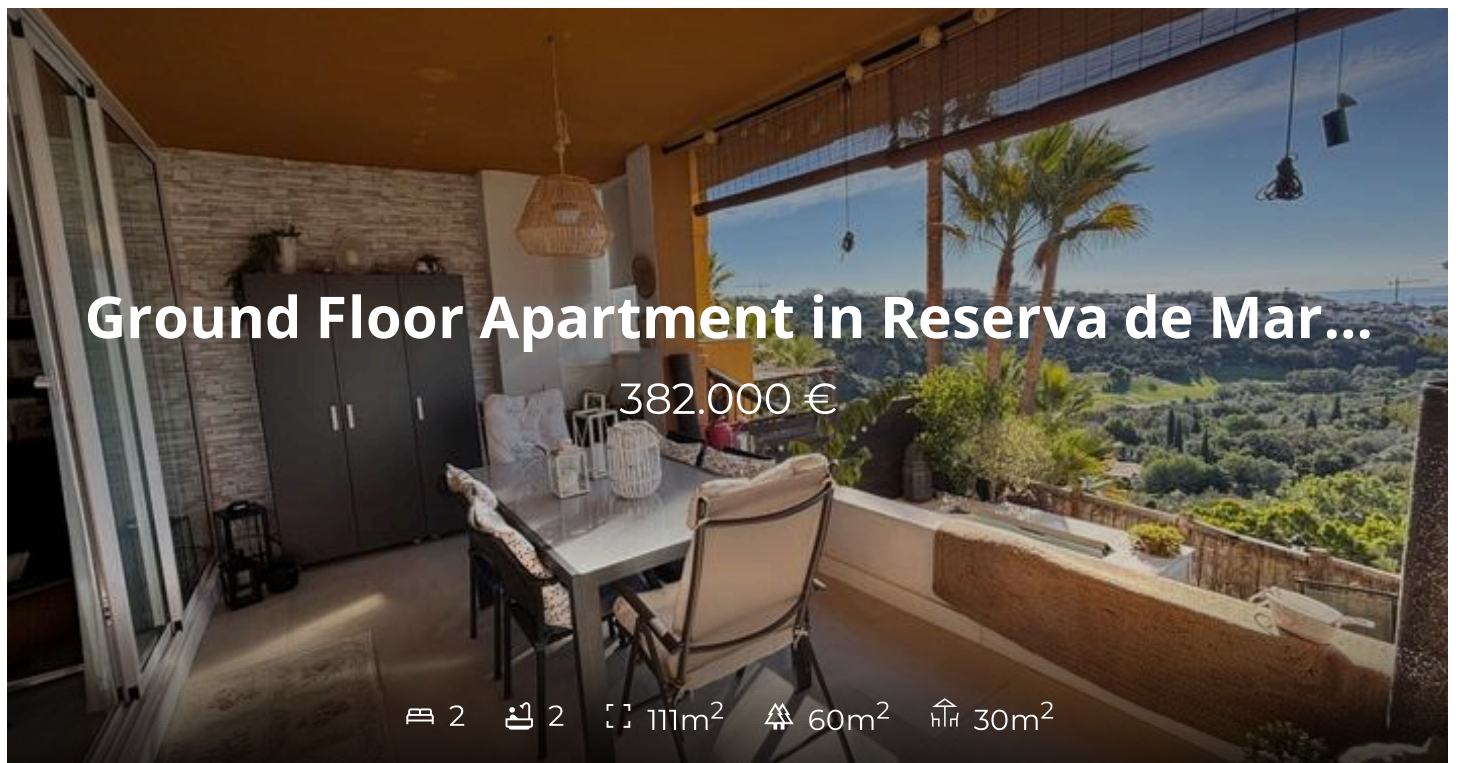 Ground Floor Apartment in Reserva de Mar...
382.000 €
2 2 111m² 60m² 30m²